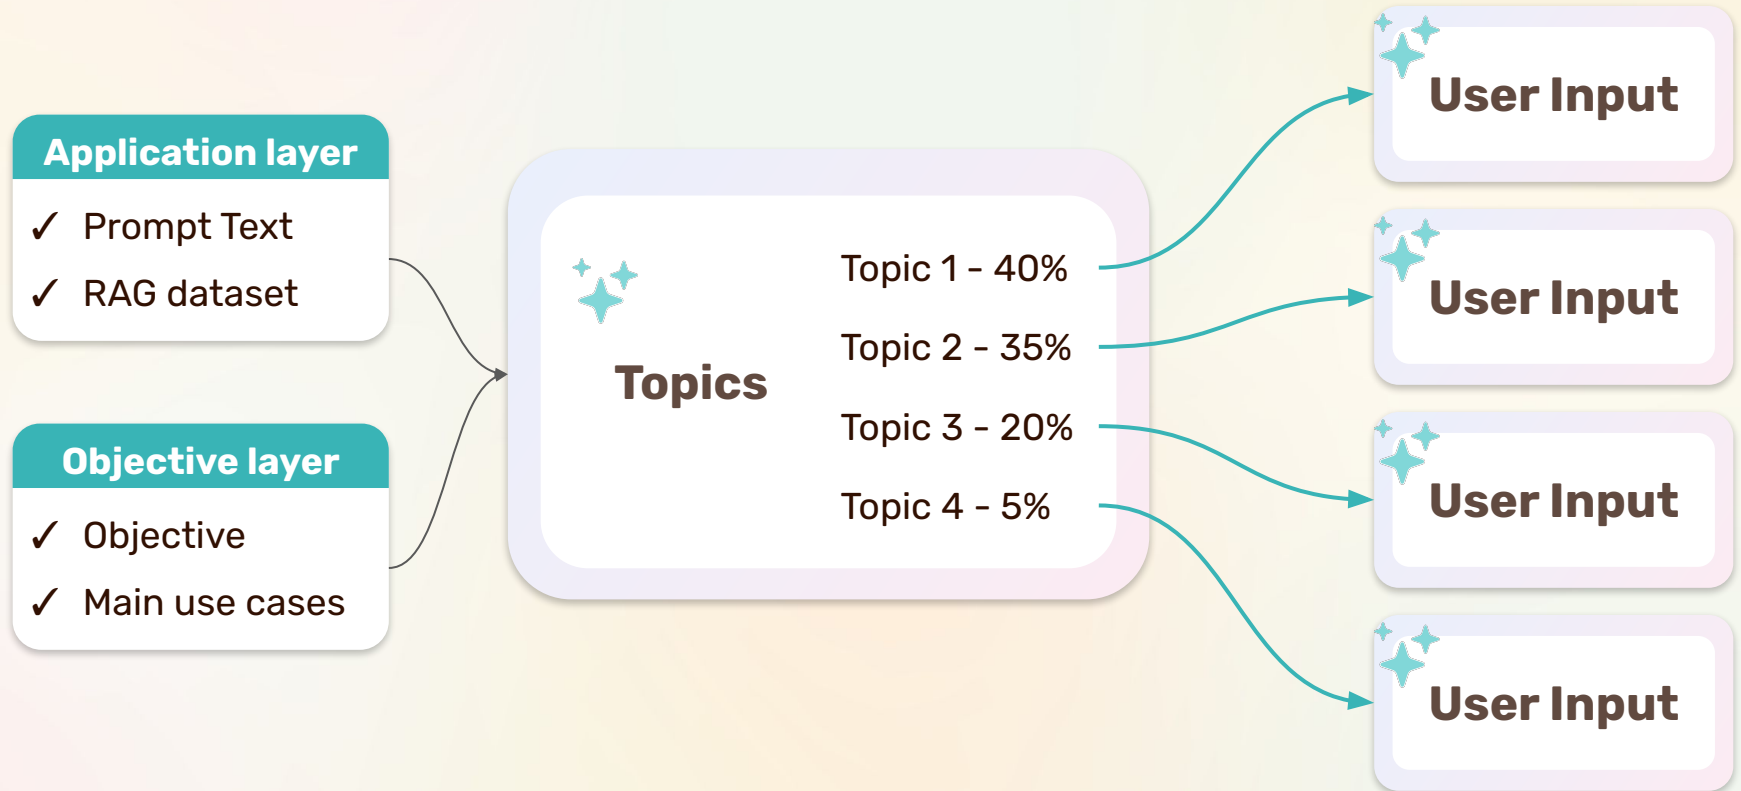 Application layer
✓ Prompt Text
✓ RAG dataset
Objective layer
✓ Objective
✓ Main use cases
Topics
Topic 1 - 40%
Topic 2 - 35%
Topic 3 - 20%
Topic 4 - 5%
User Input
User Input
User Input
User Input